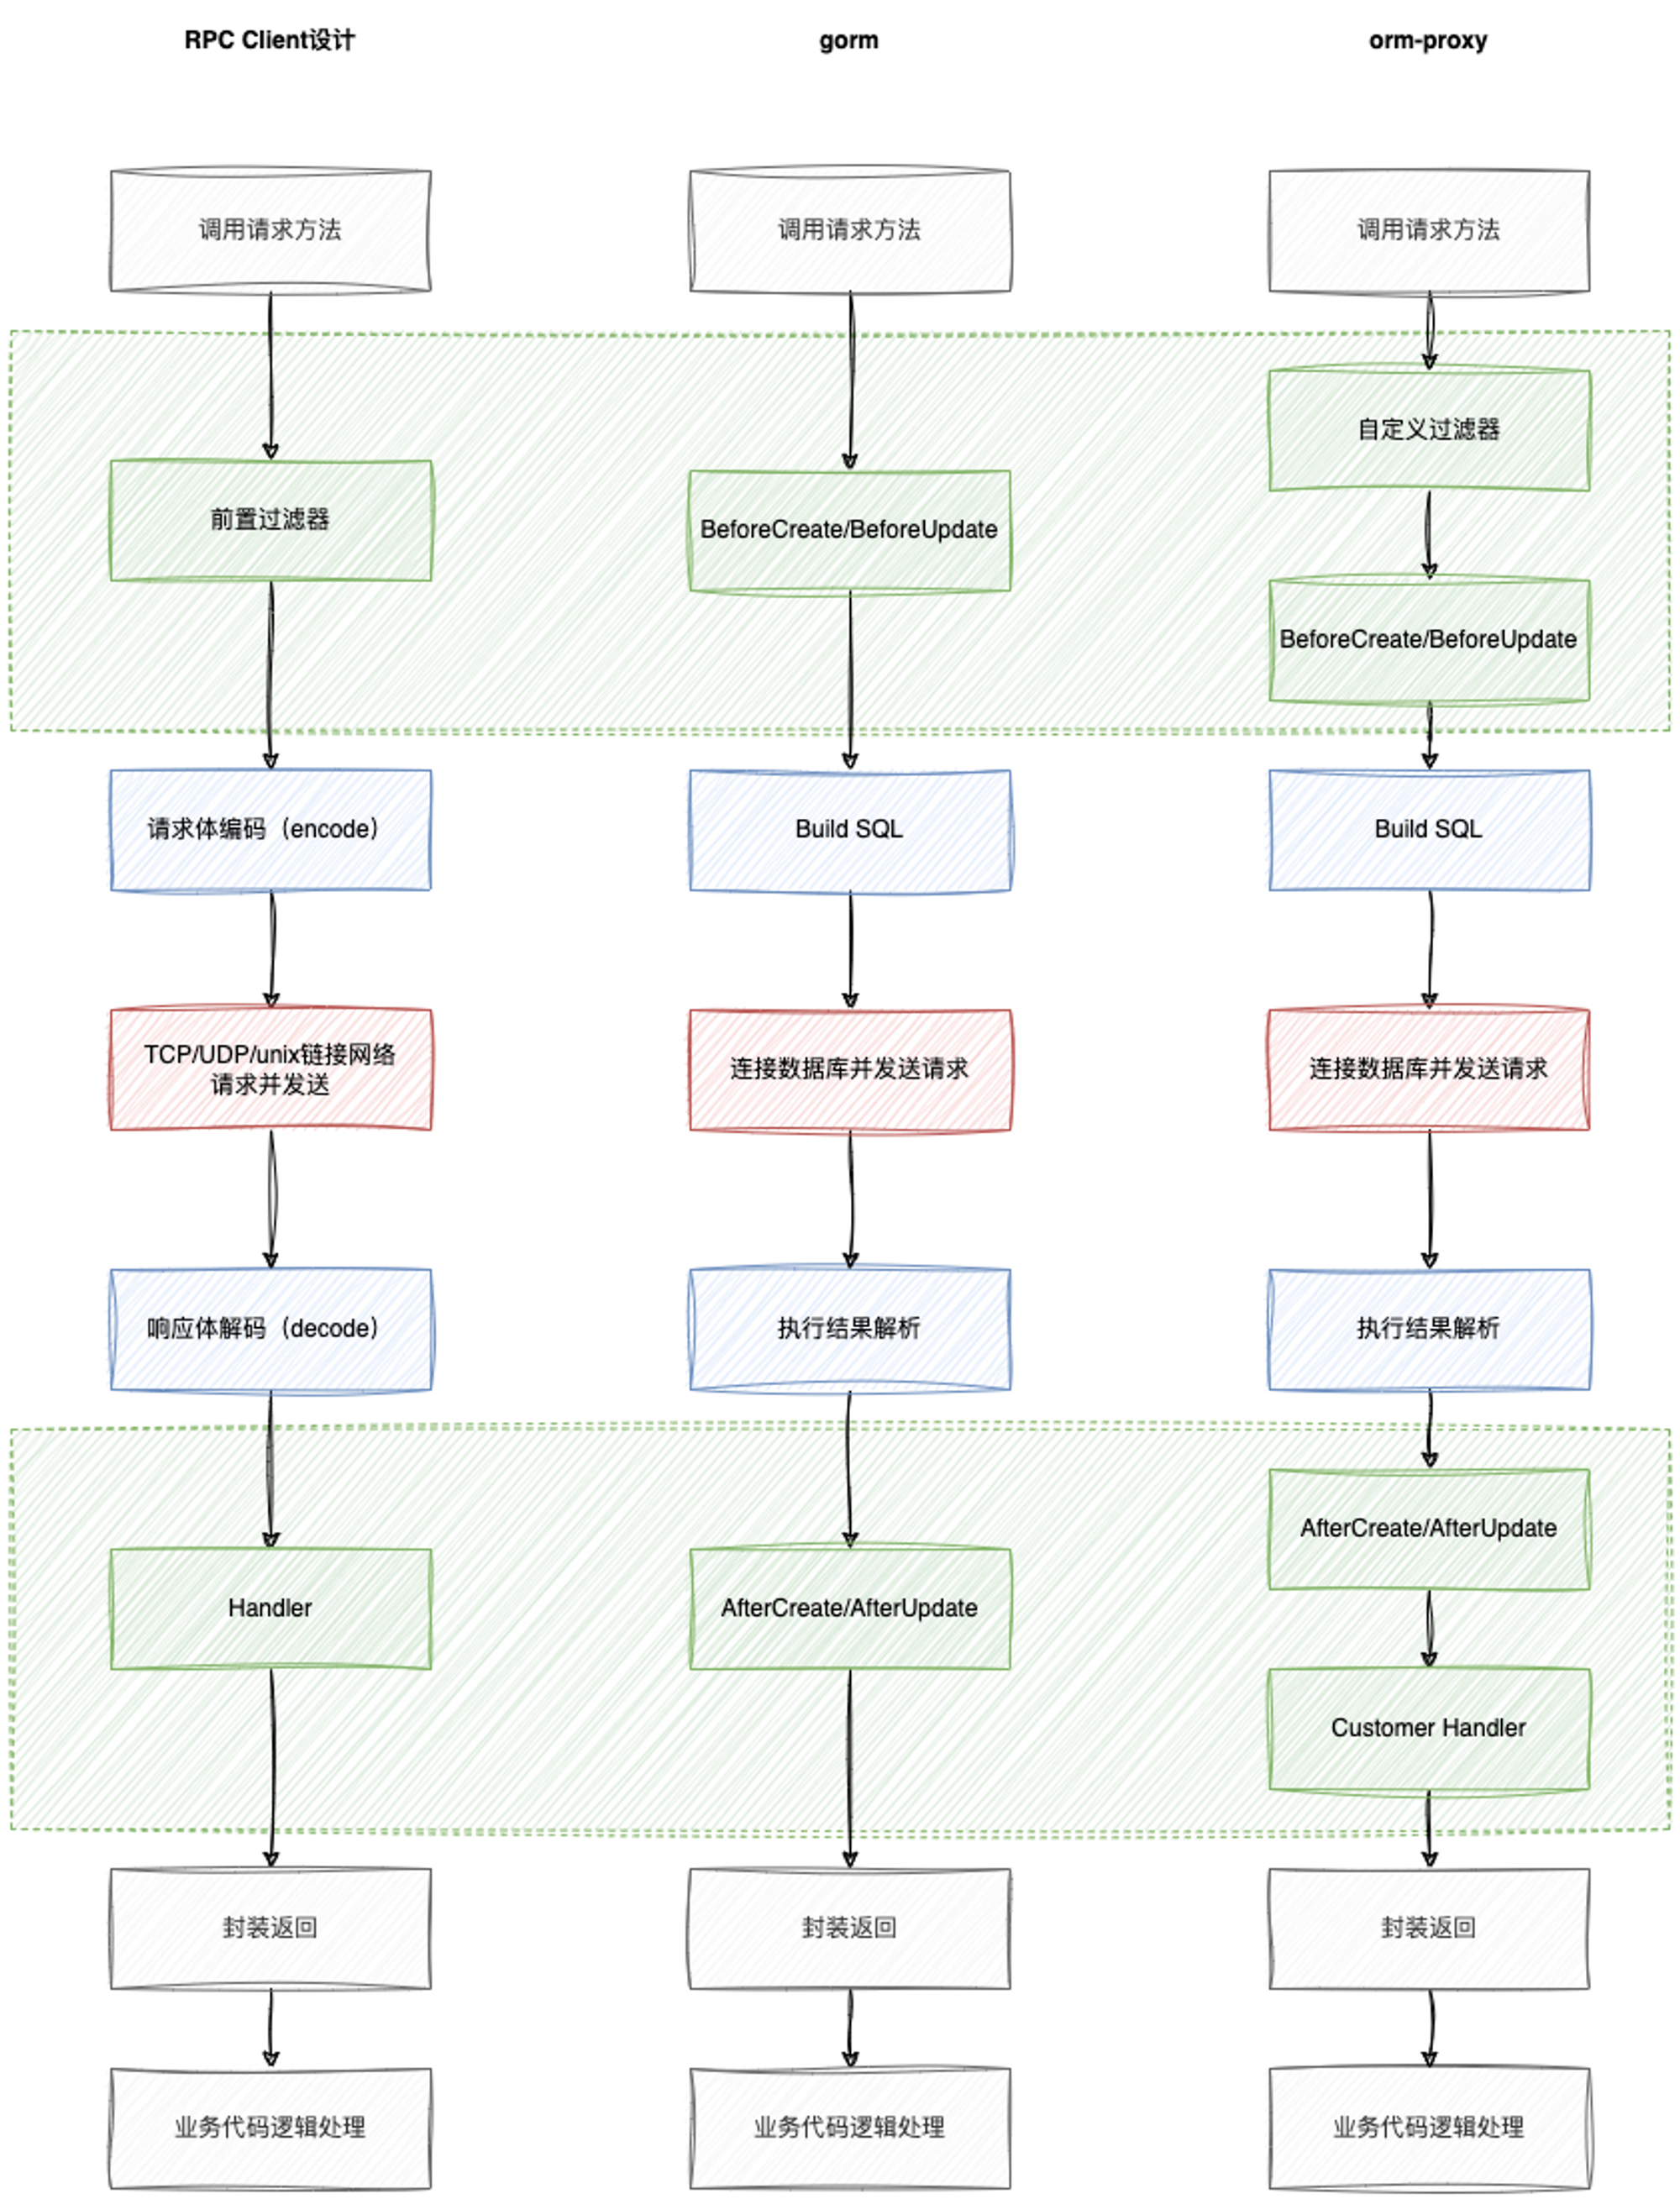 RPC Client设计
gorm
orm-proxy
调用请求方法
调用请求方法
调用请求方法
自定义过滤器
前置过滤器
BeforeCreate/BeforeUpdate
BeforeCreate/BeforeUpdate
请求体编码（encode）
Build SQL
Build SQL
TCP/UDP/unix链接网络
请求并发送
连接数据库并发送请求
连接数据库并发送请求
响应体解码（decode）
执行结果解析
执行结果解析
AfterCreate/AfterUpdate
Handler
AfterCreate/AfterUpdate
Customer Handler
封装返回
封装返回
封装返回
业务代码逻辑处理
业务代码逻辑处理
业务代码逻辑处理